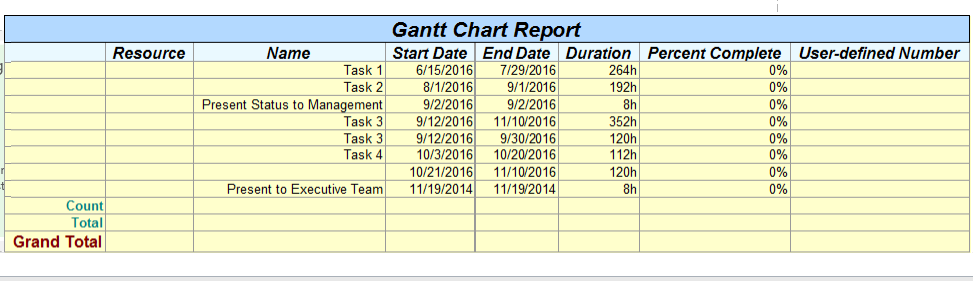 Gantt Chart Report
Resource Name Start Date End Date Duration Percent Complete User-defined Number
Task 1 6/15/2016 7/29/2016 264h 0%
Task 2 8/1/2016 9/1/2016 192h 0%
Present Status to Management 9/2/2016 9/2/2016 8h 0%
Task 3 9/12/2016 11/10/2016 352h 0%
Task 3 9/12/2016 9/30/2016 120h 0%
Task 4 10/3/2016 10/20/2016 112h 0%
10/21/2016 11/10/2016 120h 0%
Present to Executive Team 11/19/2014 11/19/2014 8h 0%
Count
Total
Grand Total